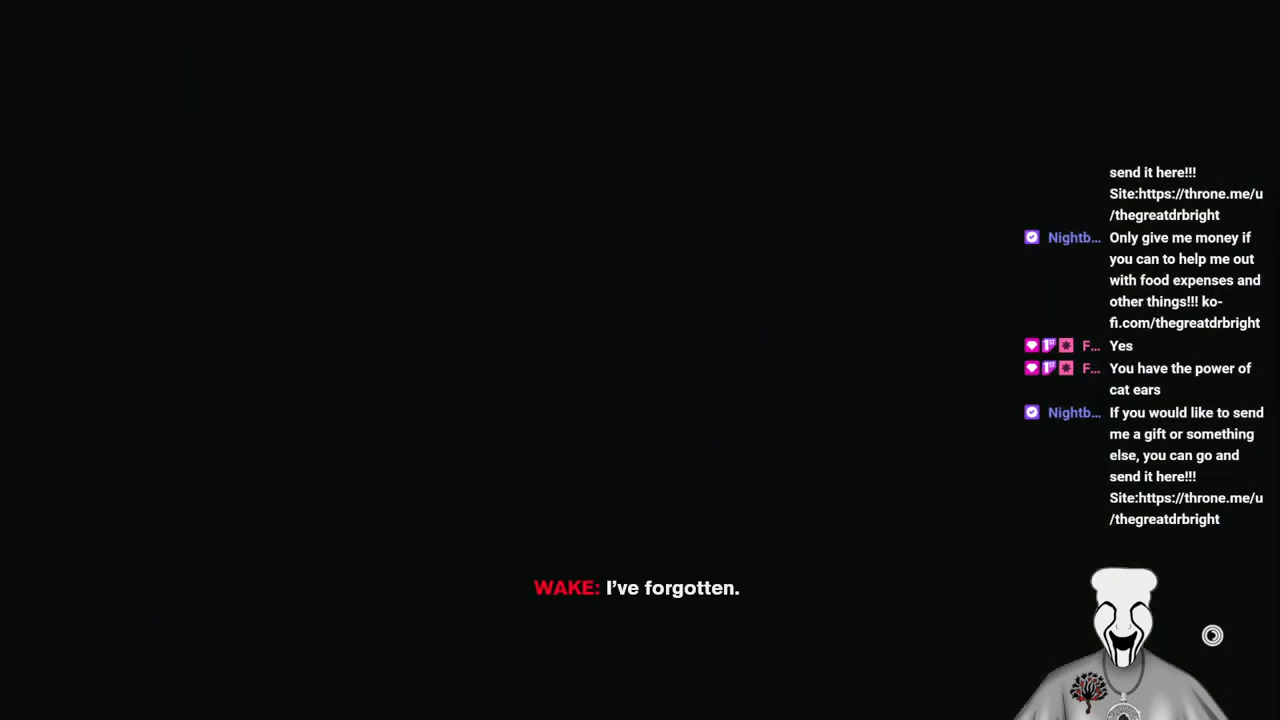 send it here!!!
Site:https://throne.me/u
/thegreatdrbright
Nightb... Only give me money if
you can to help me out
with food expenses and
other things!!! ko-
fi.com/thegreatdrbright
F... Yes
F... You have the power of
cat ears
Nightb... If you would like to send
me a gift or something
else, you can go and
send it here!!!
Site:https://throne.me/u
/thegreatdrbright
WAKE: I've forgotten.